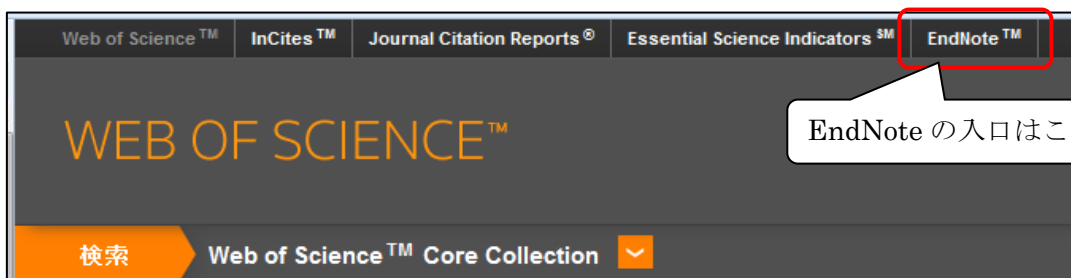 Web of Science™ InCites™ Journal Citation Reports® Essential Science Indicators℠ EndNote™
WEB OF SCIENCE™
EndNote の入口はこ
検索 Web of Science™ Core Collection